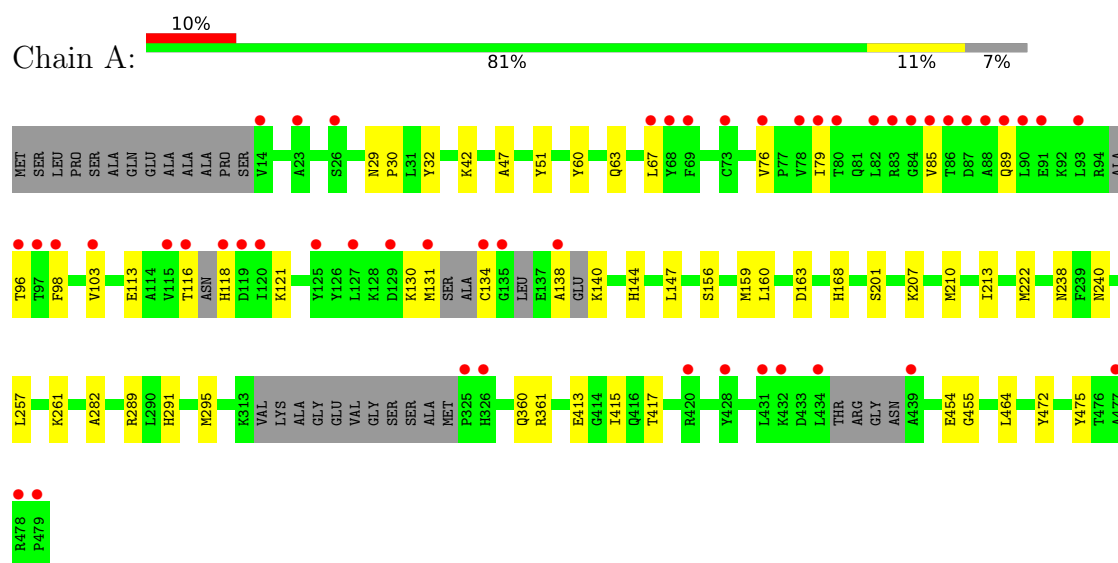 10%
Chain A:
81% 11% 7%
MET SER LEU PRO SER ALA GLN GLU ALA ALA ALA PRO SER V14 A23 S26 N29 P30 L31 Y32 K42 A47 Y51 Y60 Q63 L67 Y68 F69 C73 V76 P77 V78 I79 T80 Q81 L82 R83 G84 V85 T86 D87 A88 Q89 L90 E91 K92 L93 R94 ALA
T96 T97 F98 V103 E113 A114 V115 T116 ASN H118 D119 I120 K121 Y125 Y126 L127 K128 D129 K130 M131 SER ALA C134 G135 LEU E137 A138 GLU K140 H144 L147 S156 M159 L160 D163 H168 S201 K207 M210 I213 M222 N238 F239 N240
L257 K261 A282 R289 L290 H291 M295 K313 VAL LYS ALA GLY GLU VAL GLY SER SER ALA MET P325 H326 Q360 R361 E413 G414 I415 Q416 T417 R420 Y428 L431 K432 D433 L434 THR ARG GLY ASN A439 E454 G455 L464 Y472 Y475 T476 A477
R478 P479